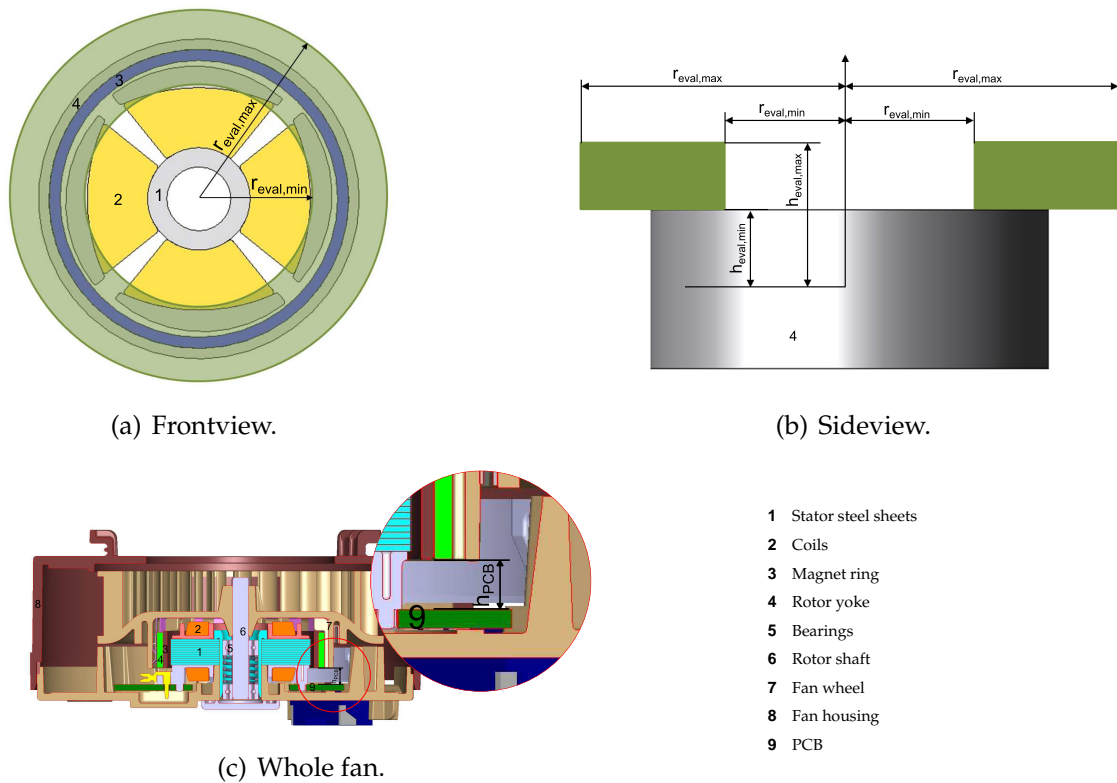 4
3
r_eval,max
1
r_eval,min
2
(a) Frontview.
r_eval,max
r_eval,max
r_eval,min
r_eval,min
h_eval,max
h_eval,min
4
(b) Sideview.
h_PCB
9
8
2
7
6
3
1
5
4
h_PCB
9
(c) Whole fan.
1 Stator steel sheets
2 Coils
3 Magnet ring
4 Rotor yoke
5 Bearings
6 Rotor shaft
7 Fan wheel
8 Fan housing
9 PCB